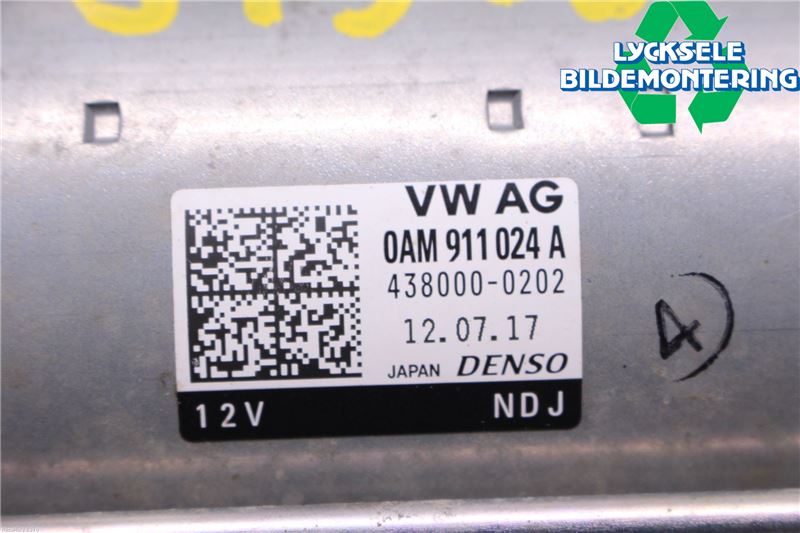 LYCKSELE
BILDEMONTERING
VW AG
0AM 911 024 A
438000-0202
12.07.17
JAPAN DENSO
12V NDJ
4